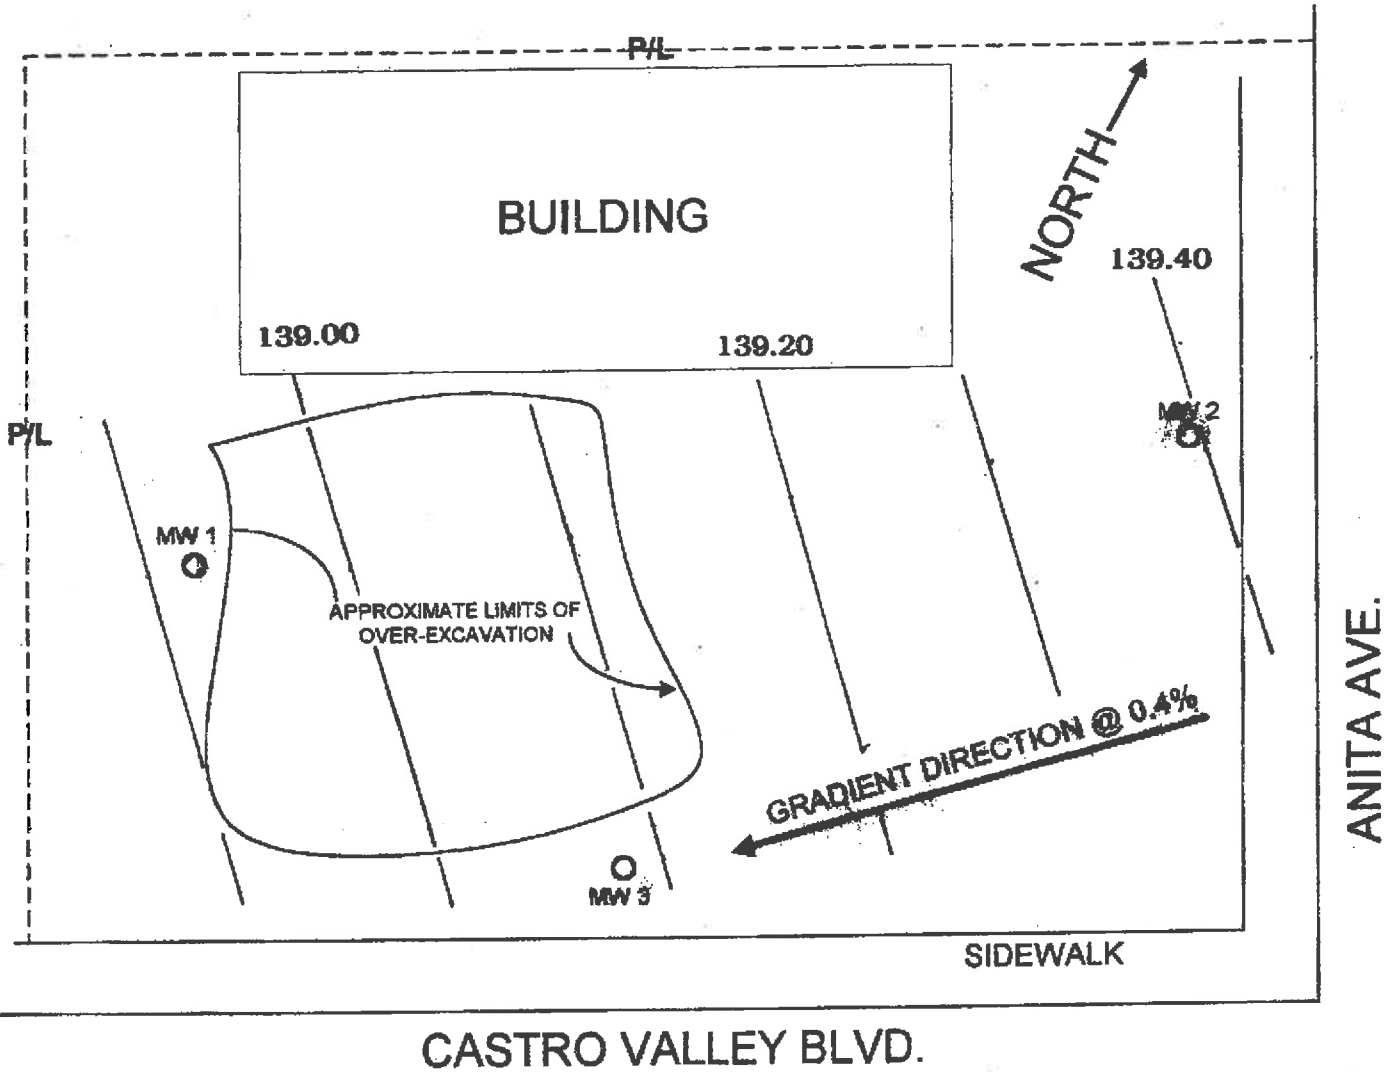 P/L
BUILDING
NORTH
139.40
139.00
139.20
P/L
MW 2
MW 1
APPROXIMATE LIMITS OF
OVER-EXCAVATION
GRADIENT DIRECTION @ 0.4%
MW 3
SIDEWALK
ANITA AVE.
CASTRO VALLEY BLVD.